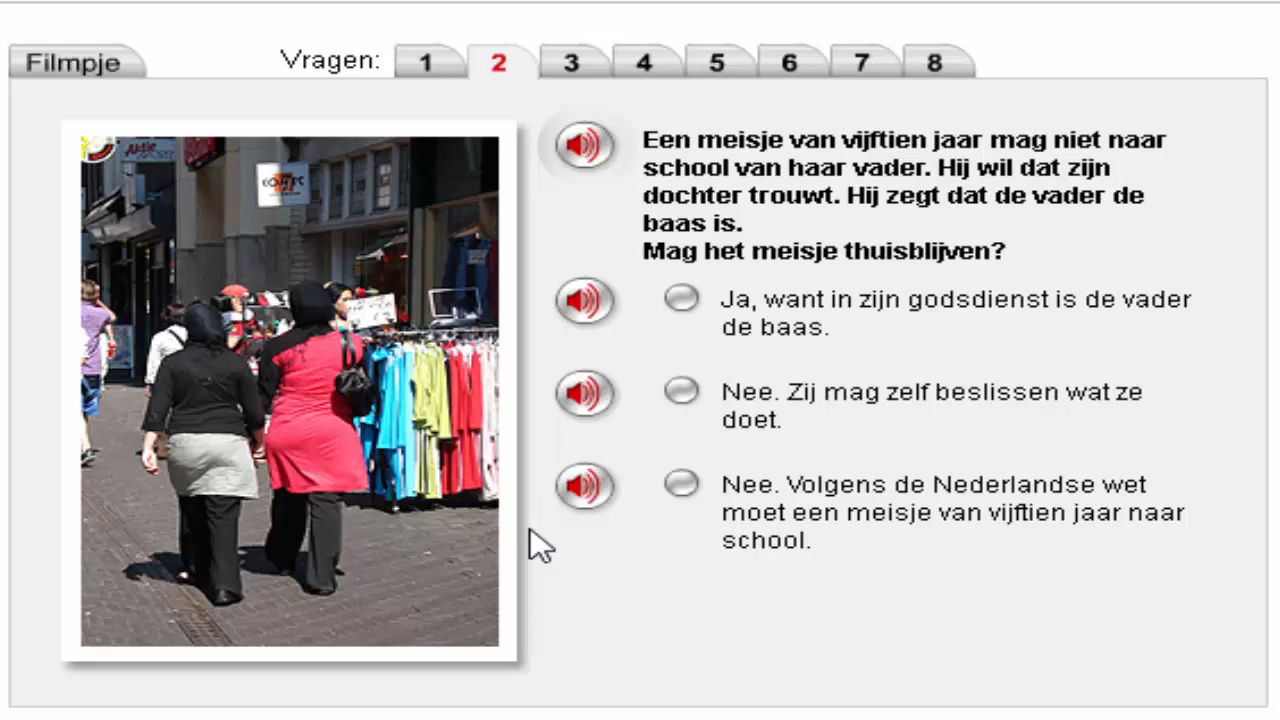 Filmpje
Vragen:
1
2
3
4
5
6
7
8
Een meisje van vijftien jaar mag niet naar
school van haar vader. Hij wil dat zijn
dochter trouwt. Hij zegt dat de vader de
baas is.
Mag het meisje thuisblijven?
Ja, want in zijn godsdienst is de vader
de baas.
Nee. Zij mag zelf beslissen wat ze
doet.
Nee. Volgens de Nederlandse wet
moet een meisje van vijftien jaar naar
school.
Aktie